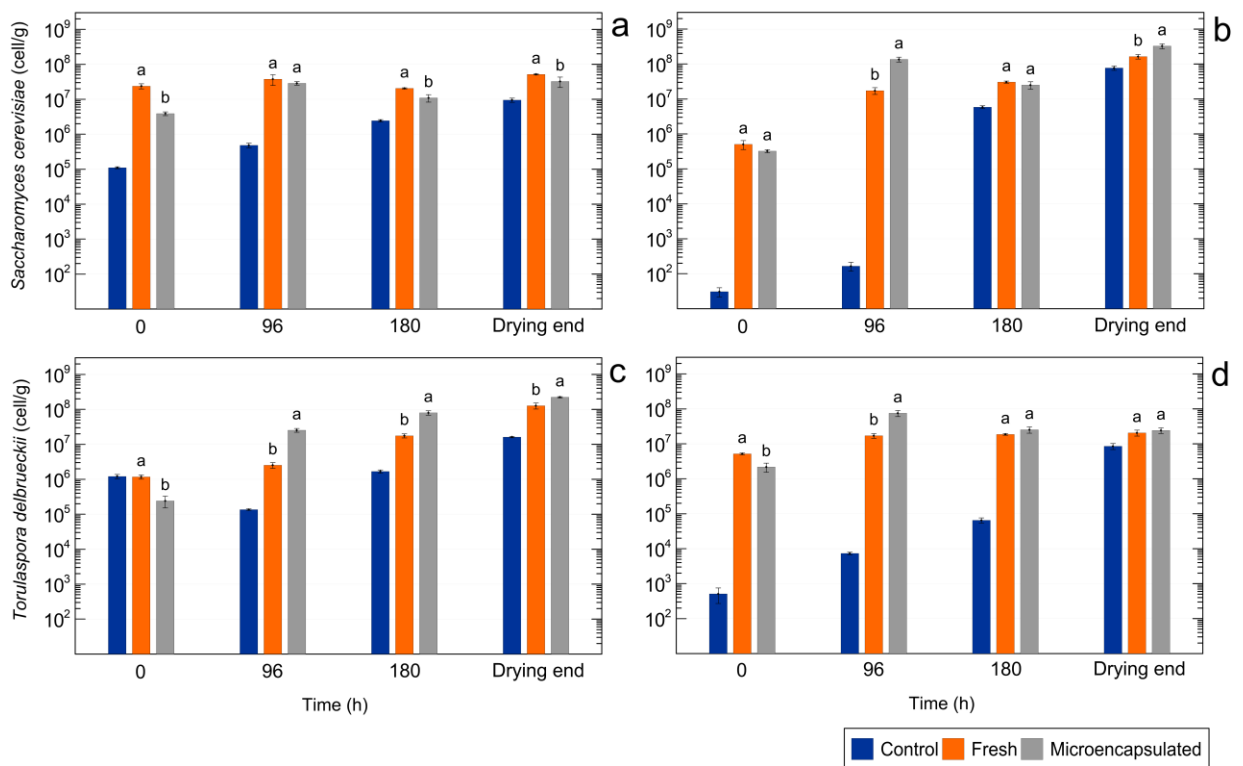 a
Saccharomyces cerevisiae (cell/g)
10⁹
10⁸
10⁷
10⁶
10⁵
10⁴
10³
10²
a b a a a b a b
0 96 180 Drying end
b
10⁹
10⁸
10⁷
10⁶
10⁵
10⁴
10³
10²
a a b a a a b a
0 96 180 Drying end
c
Torulaspora delbrueckii (cell/g)
10⁹
10⁸
10⁷
10⁶
10⁵
10⁴
10³
10²
a b b a b a b a
0 96 180 Drying end
Time (h)
d
10⁹
10⁸
10⁷
10⁶
10⁵
10⁴
10³
10²
a b b a a a a a
0 96 180 Drying end
Time (h)
Control Fresh Microencapsulated